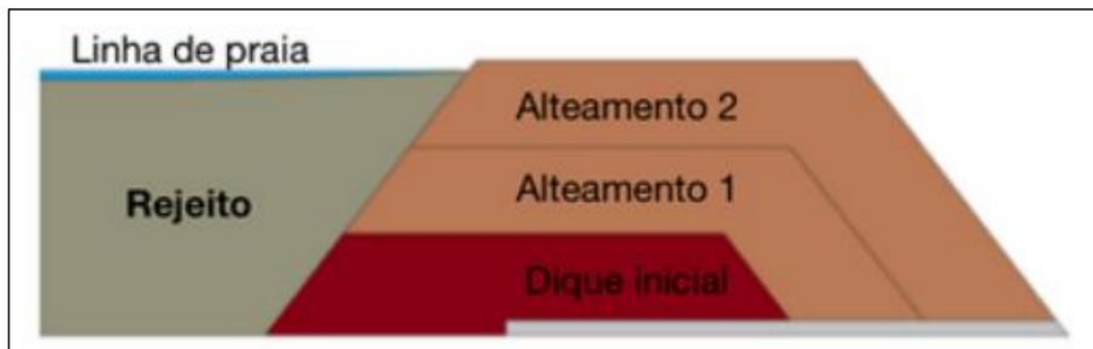 Linha de praia
Alteamento 2
Alteamento 1
Rejeito
Dique inicial